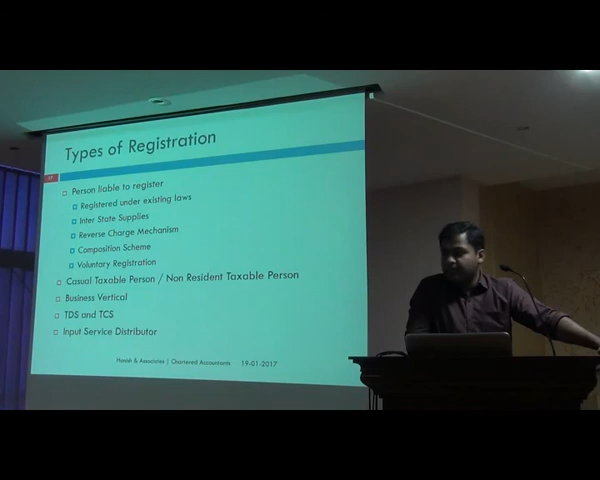 Types of Registration
17
Person liable to register
Registered under existing laws
Inter State Supplies
Reverse Charge Mechanism
Composition Scheme
Voluntary Registration
Casual Taxable Person / Non Resident Taxable Person
Business Vertical
TDS and TCS
Input Service Distributor
& Associates | Chartered Accountants 19-01-2017